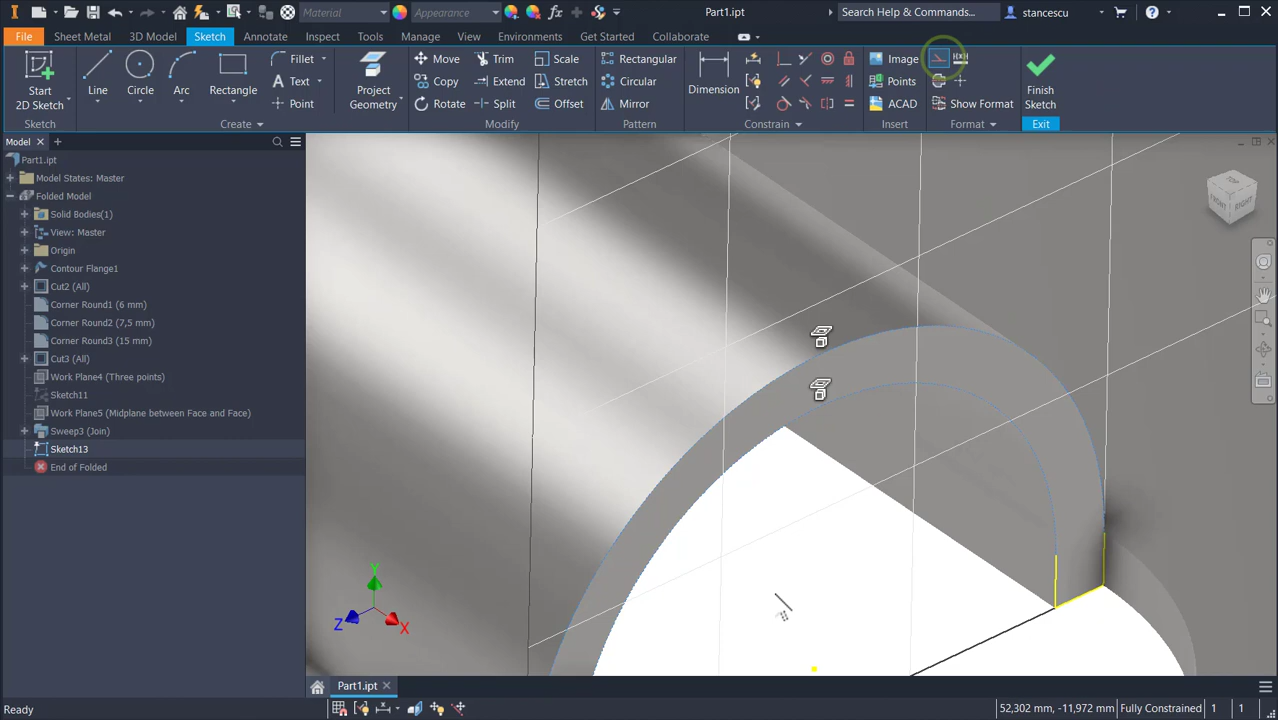 Material
Appearance
Part1.ipt
Search Help & Commands...
stancescu
File
Sheet Metal
3D Model
Sketch
Annotate
Inspect
Tools
Manage
View
Environments
Get Started
Collaborate
Start
2D Sketch
Line
Circle
Arc
Rectangle
Fillet
Text
Point
Project
Geometry
Move
Copy
Rotate
Trim
Extend
Split
Scale
Stretch
Offset
Rectangular
Circular
Mirror
Dimension
Image
Points
ACAD
Show Format
Finish
Sketch
Sketch
Create
Modify
Pattern
Constrain
Insert
Format
Exit
Model
Part1.ipt
Model States: Master
Folded Model
Solid Bodies(1)
View: Master
Origin
Contour Flange1
Cut2 (All)
Corner Round1 (6 mm)
Corner Round2 (7,5 mm)
Corner Round3 (15 mm)
Cut3 (All)
Work Plane4 (Three points)
Sketch11
Work Plane5 (Midplane between Face and Face)
Sweep3 (Join)
Sketch13
End of Folded
TOP
FRONT
RIGHT
Y
Z
X
Part1.ipt
Ready
52,302 mm, -11,972 mm
Fully Constrained
1
1